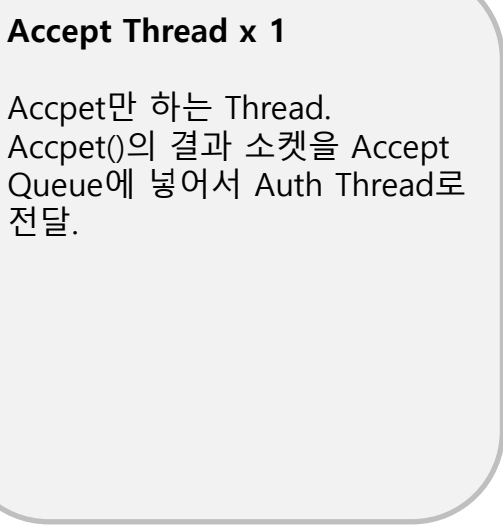 Accept Thread x 1
Accpet만 하는 Thread.
Accpet()의 결과 소켓을 Accept
Queue에 넣어서 Auth Thread로
전달.